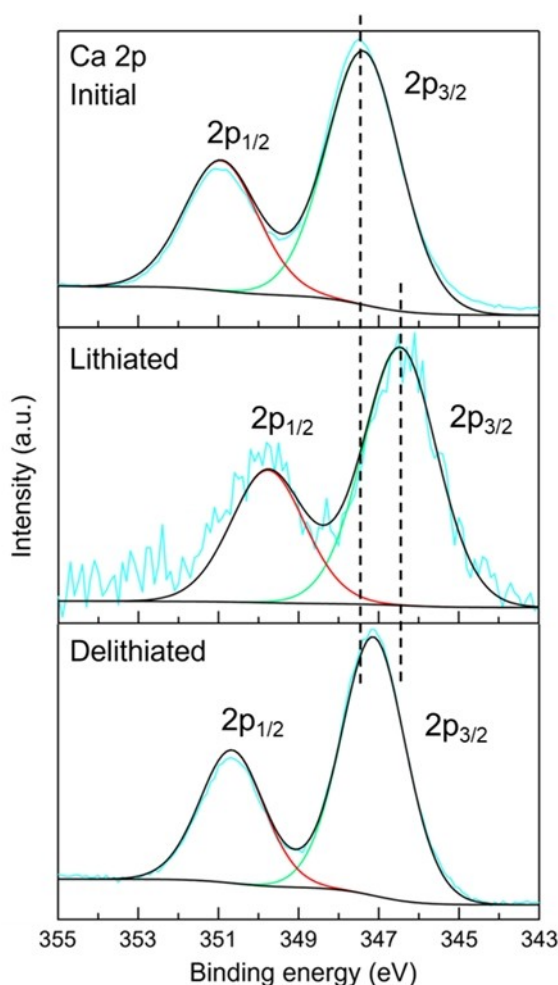 Ca 2p
Initial
2p1/2
2p3/2
Lithiated
2p1/2
2p3/2
Delithiated
2p1/2
2p3/2
Intensity (a.u.)
355 353 351 349 347 345 343
Binding energy (eV)